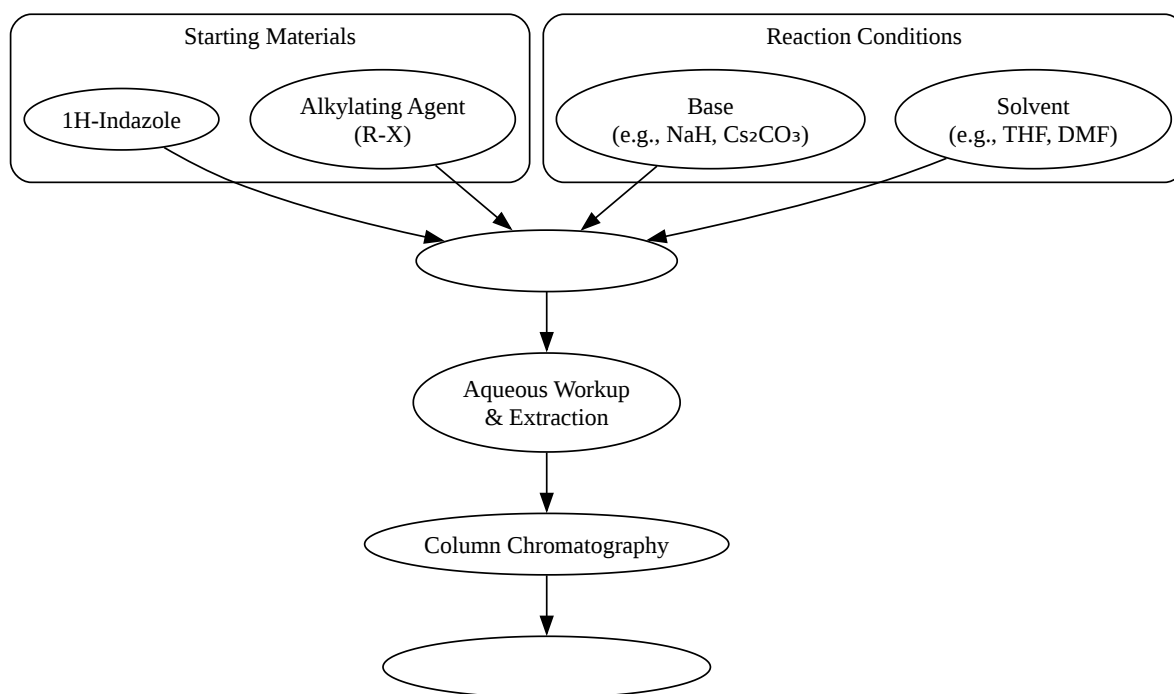 Starting Materials
Reaction Conditions
1H-Indazole
Alkylating Agent
(R-X)
Base
(e.g., NaH, Cs₂CO₃)
Solvent
(e.g., THF, DMF)
Aqueous Workup
& Extraction
Column Chromatography